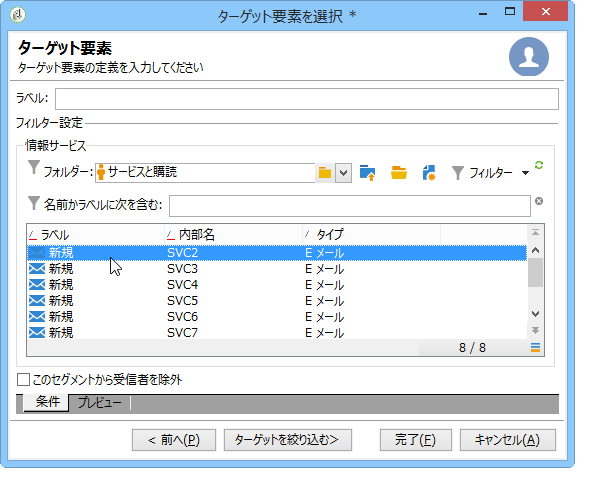 ターゲット要素を選択 *
ターゲット要素
ターゲット要素の定義を入力してください
ラベル:
フィルター設定
情報サービス
フォルダー: サービスと購読 フィルター
名前かラベルに次を含む:
ラベル 内部名 タイプ
新規 SVC2 E メール
新規 SVC3 E メール
新規 SVC4 E メール
新規 SVC5 E メール
新規 SVC6 E メール
新規 SVC7 E メール
8 / 8
このセグメントから受信者を除外
条件 プレビュー
< 前へ(P) ターゲットを絞り込む> 完了(F) キャンセル(A)